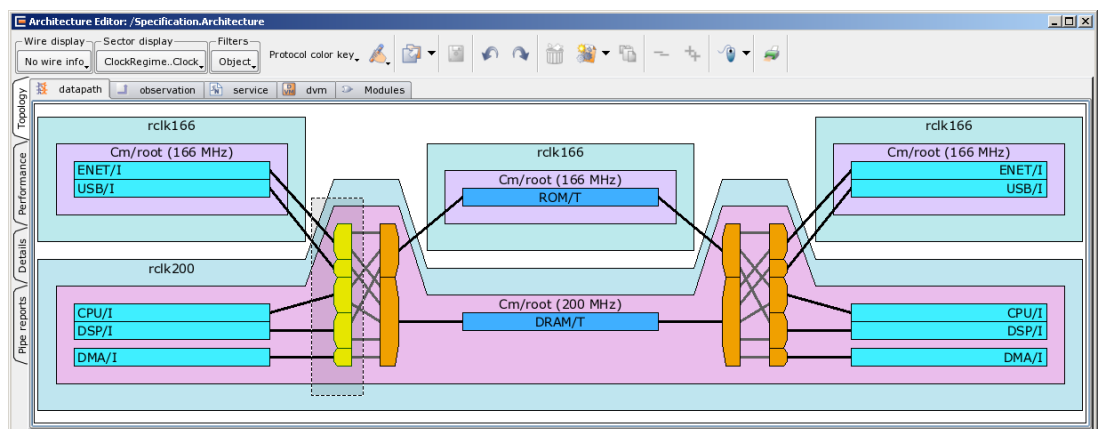 Architecture Editor: /Specification.Architecture
Wire display
Sector display
Filters
No wire info
ClockRegime..Clock
Object
Protocol color key
datapath
observation
service
dvm
Modules
Topology
Performance
Details
Pipe reports
rclk166
Cm/root (166 MHz)
ENET/I
USB/I
rclk166
Cm/root (166 MHz)
ROM/T
rclk166
Cm/root (166 MHz)
ENET/I
USB/I
rclk200
Cm/root (200 MHz)
CPU/I
DSP/I
DMA/I
DRAM/T
CPU/I
DSP/I
DMA/I